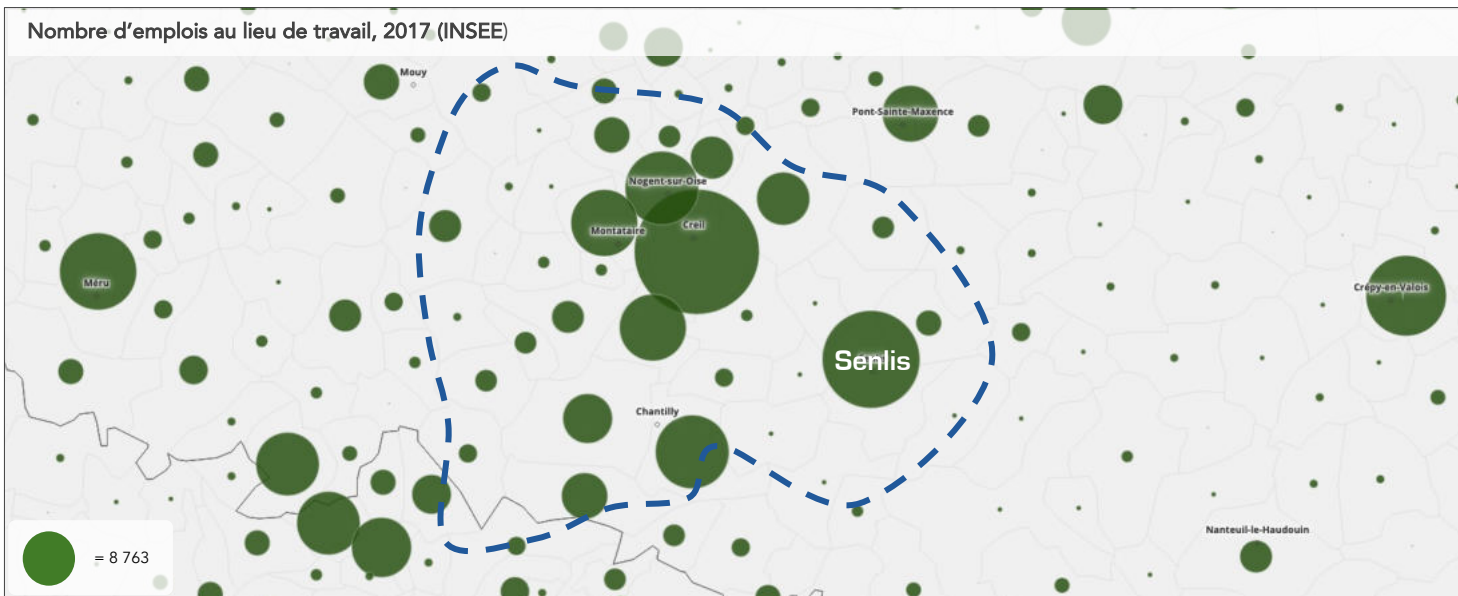 Nombre d’emplois au lieu de travail, 2017 (INSEE)
Mouy
Pont-Sainte-Maxence
Nogent-sur-Oise
Montataire
Creil
Méru
Crépy-en-Valois
Senlis
Chantilly
Nanteuil-le-Haudouin
= 8 763